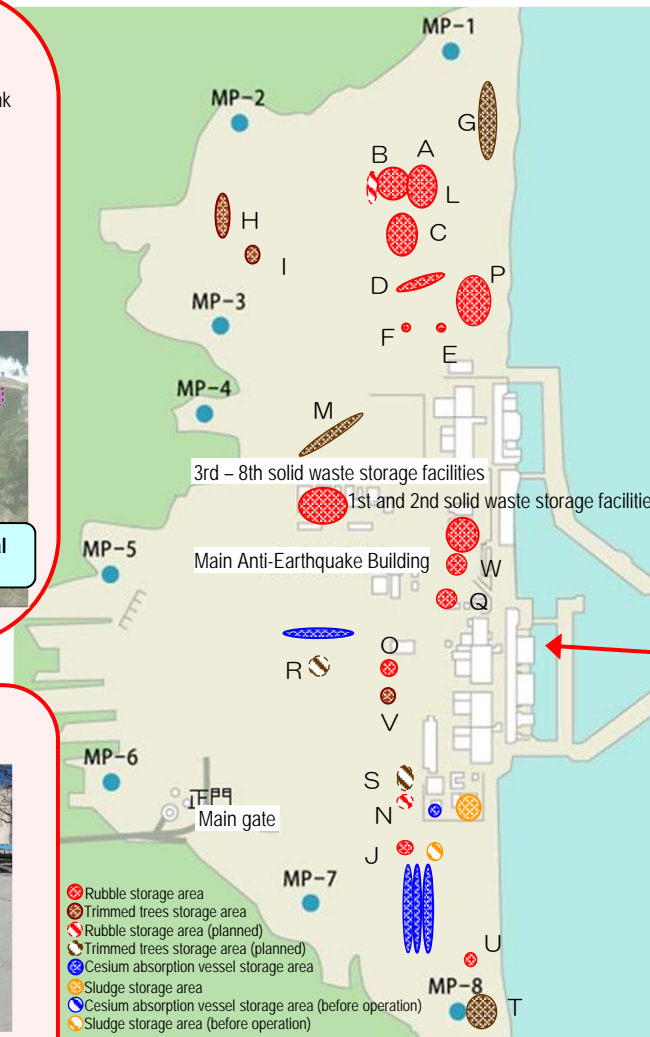 MP-1
nk
MP-2
G
B
A
L
H
C
I
D
P
MP-3
F
E
MP-4
M
3rd – 8th solid waste storage facilities
1st and 2nd solid waste storage facilitie
al
MP-5
Main Anti-Earthquake Building
W
Q
O
R
V
MP-6
S
正門
N
Main gate
J
MP-7
Rubble storage area
Trimmed trees storage area
Rubble storage area (planned)
Trimmed trees storage area (planned)
Cesium absorption vessel storage area
Sludge storage area
Cesium absorption vessel storage area (before operation)
Sludge storage area (before operation)
U
MP-8
T